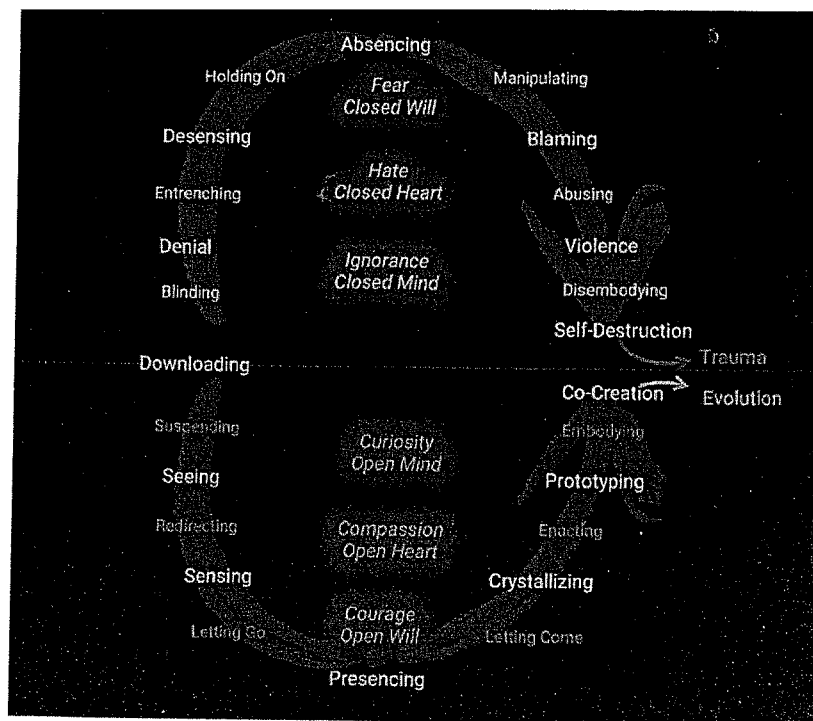 Absencing
Holding On
Manipulating
Fear
Closed Will
Desensing
Blaming
Hate
Closed Heart
Entrenching
Abusing
Denial
Violence
Ignorance
Closed Mind
Blinding
Disembodying
Self-Destruction
Trauma
Downloading
Co-Creation
Evolution
Suspending
Embodying
Curiosity
Open Mind
Seeing
Prototyping
Redirecting
Enacting
Compassion
Open Heart
Sensing
Crystallizing
Courage
Open Will
Letting Go
Letting Come
Presencing